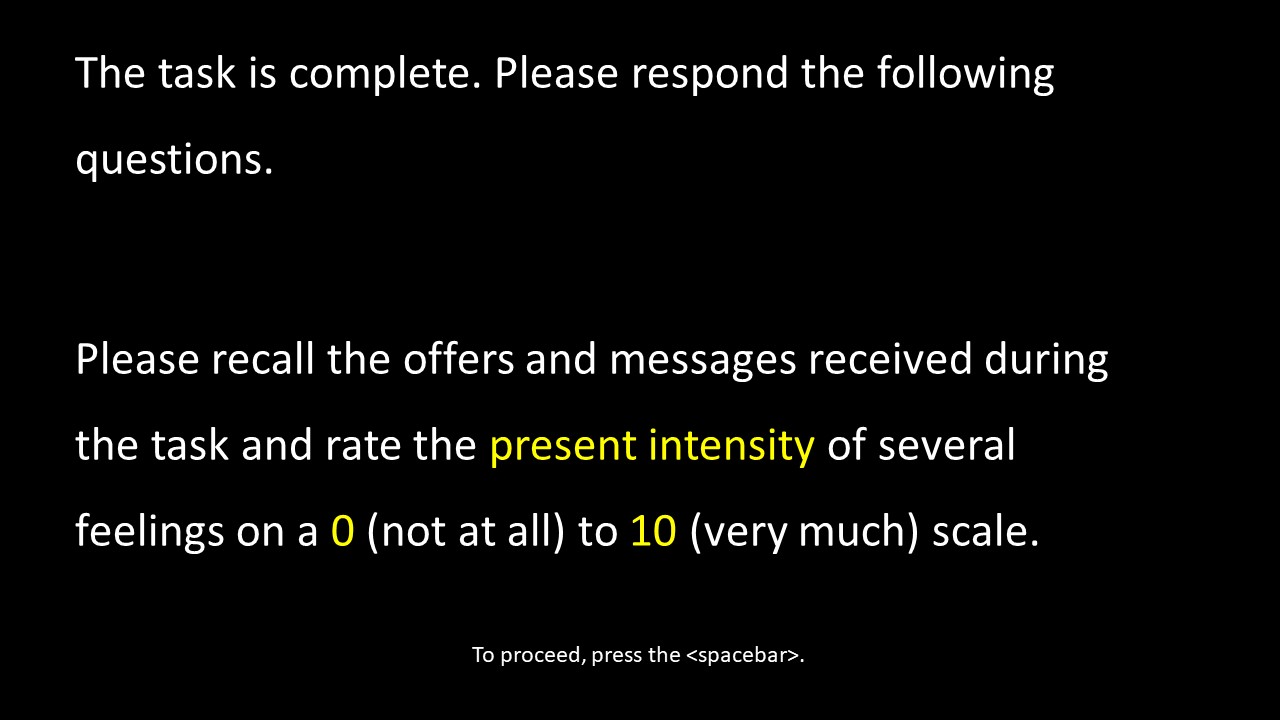 The task is complete. Please respond the following
questions.
Please recall the offers and messages received during
the task and rate the present intensity of several
feelings on a 0 (not at all) to 10 (very much) scale.
To proceed, press the <spacebar>.